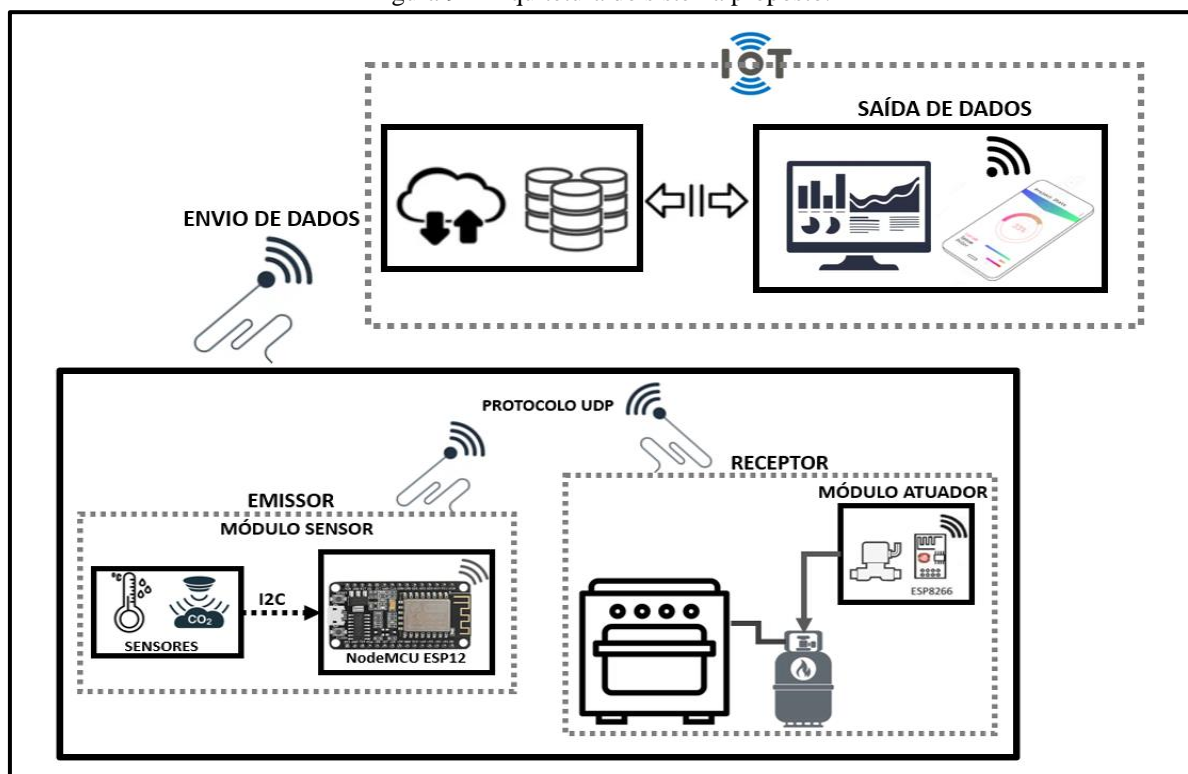 IoT
SAÍDA DE DADOS
ENVIO DE DADOS
PROTOCOLO UDP
RECEPTOR
EMISSOR
MÓDULO ATUADOR
MÓDULO SENSOR
ESP8266
°C
CO₂
I2C
SENSORES
NodeMCU ESP12